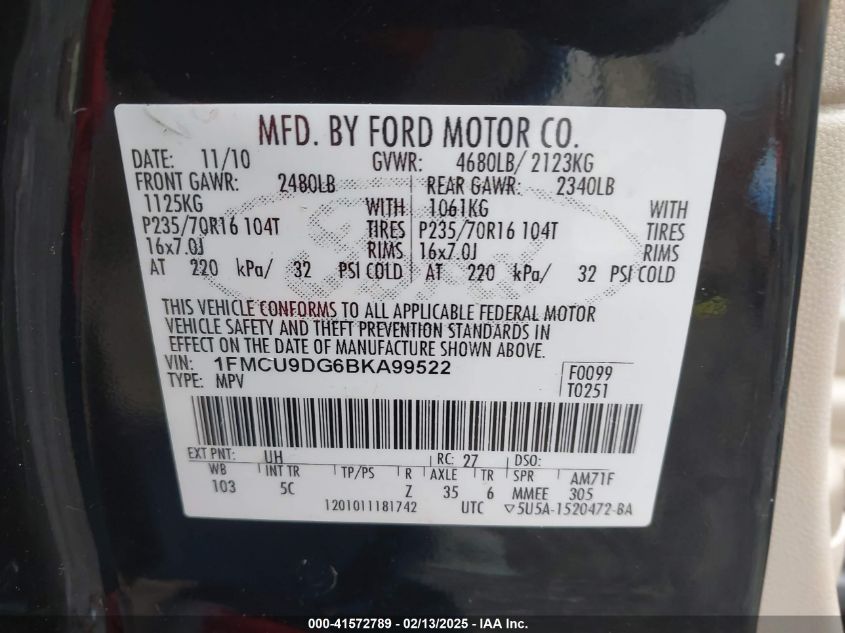 MFD. BY FORD MOTOR CO.
DATE: 11/10 GVWR: 4680LB/ 2123KG
FRONT GAWR: 2480LB REAR GAWR: 2340LB
1125KG WITH 1061KG WITH
P235/70R16 104T TIRES P235/70R16 104T TIRES
16x7.0J RIMS 16x7.0J RIMS
AT 220 kPa/ 32 PSI COLD AT 220 kPa/ 32 PSI COLD
THIS VEHICLE CONFORMS TO ALL APPLICABLE FEDERAL MOTOR
VEHICLE SAFETY AND THEFT PREVENTION STANDARDS IN
EFFECT ON THE DATE OF MANUFACTURE SHOWN ABOVE.
VIN: 1FMCU9DG6BKA99522 F0099
TYPE: MPV T0251
EXT PNT: UH RC: 27 DSO:
WB INT TR TP/PS R AXLE TR SPR AM71F
103 5C Z 35 6 MMEE 305
1201011181742 UTC ▽5U5A-1520472-BA
000-41572789 - 02/13/2025 - IAA Inc.